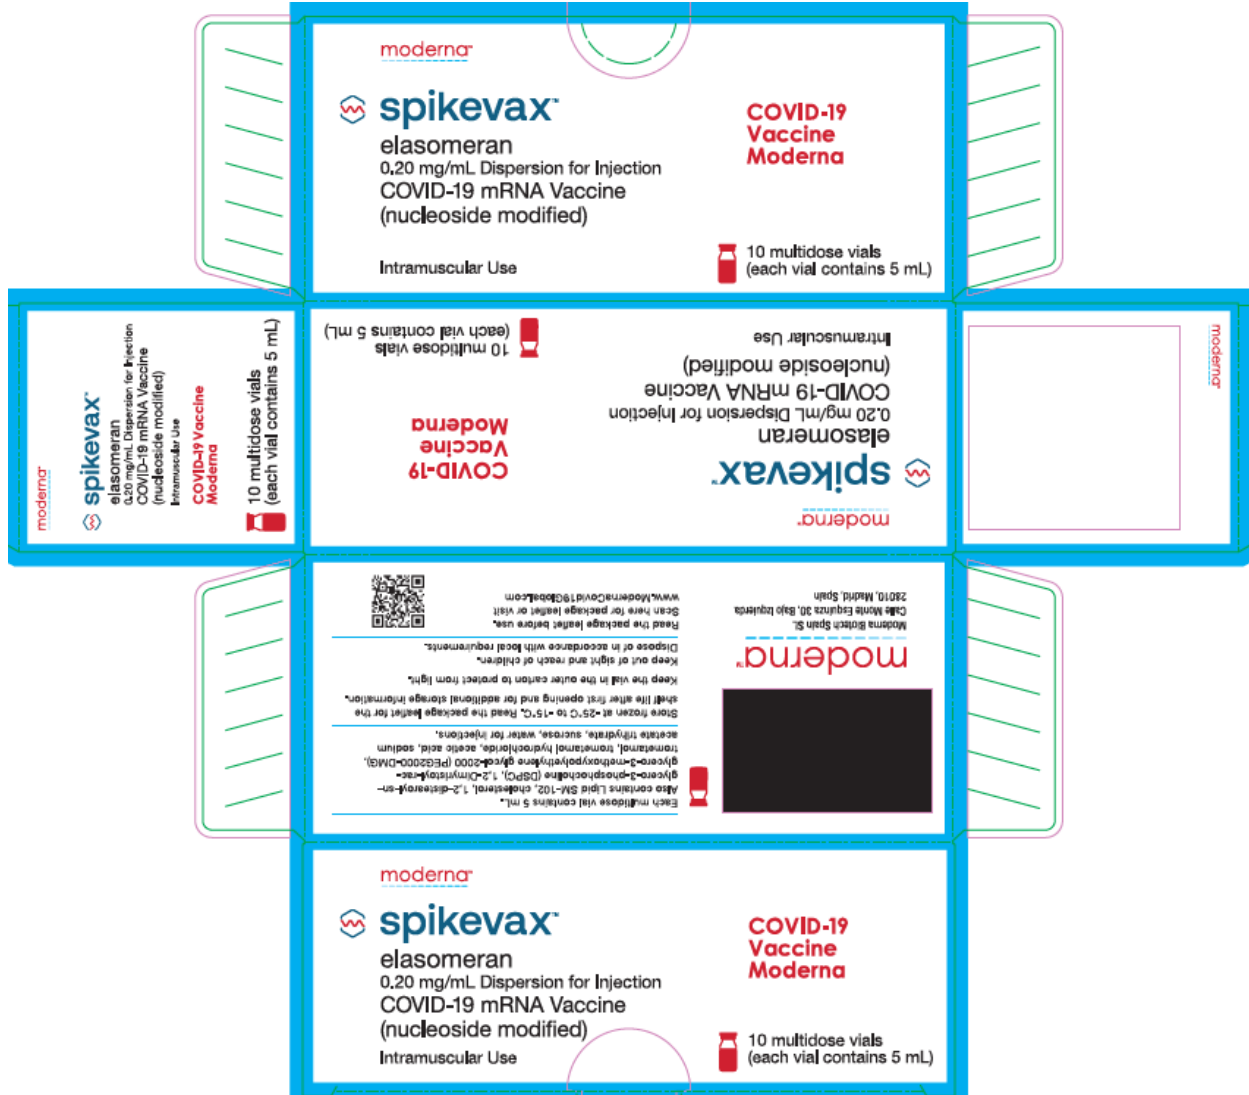 moderna™
spikevax™
elasomeran
0.20 mg/mL Dispersion for Injection
COVID-19 mRNA Vaccine
(nucleoside modified)
Intramuscular Use
COVID-19
Vaccine
Moderna
10 multidose vials
(each vial contains 5 mL)
moderna™
spikevax™
elasomeran
0.20 mg/mL Dispersion for Injection
COVID-19 mRNA Vaccine
(nucleoside modified)
Intramuscular Use
COVID-19 Vaccine
Moderna
10 multidose vials
(each vial contains 5 mL)
moderna™
spikevax™
elasomeran
0.20 mg/mL Dispersion for Injection
COVID-19 mRNA Vaccine
(nucleoside modified)
Intramuscular Use
COVID-19
Vaccine
Moderna
10 multidose vials
(each vial contains 5 mL)
moderna™
Each multidose vial contains 5 mL.
Also contains Lipid SM-102, cholesterol, 1,2-distearoyl-sn-
glycero-3-phosphocholine (DSPC), 1,2-Dimyristoyl-rac-
glycero-3-methoxypolyethylene glycol-2000 (PEG2000-DMG),
trometamol, trometamol hydrochloride, acetic acid, sodium
acetate trihydrate, sucrose, water for injections.
Store frozen at -25°C to -15°C. Read the package leaflet for the
shelf life after first opening and for additional storage information.
Keep the vial in the outer carton to protect from light.
Keep out of sight and reach of children.
Dispose of in accordance with local requirements.
Read the package leaflet before use.
Scan here for package leaflet or visit
www.ModernaCovid19Global.com
moderna™
Moderna Biotech Spain SL
Calle Monte Esquinza 30, Bajo Izquierda
28010, Madrid, Spain
moderna™
spikevax™
elasomeran
0.20 mg/mL Dispersion for Injection
COVID-19 mRNA Vaccine
(nucleoside modified)
Intramuscular Use
COVID-19
Vaccine
Moderna
10 multidose vials
(each vial contains 5 mL)